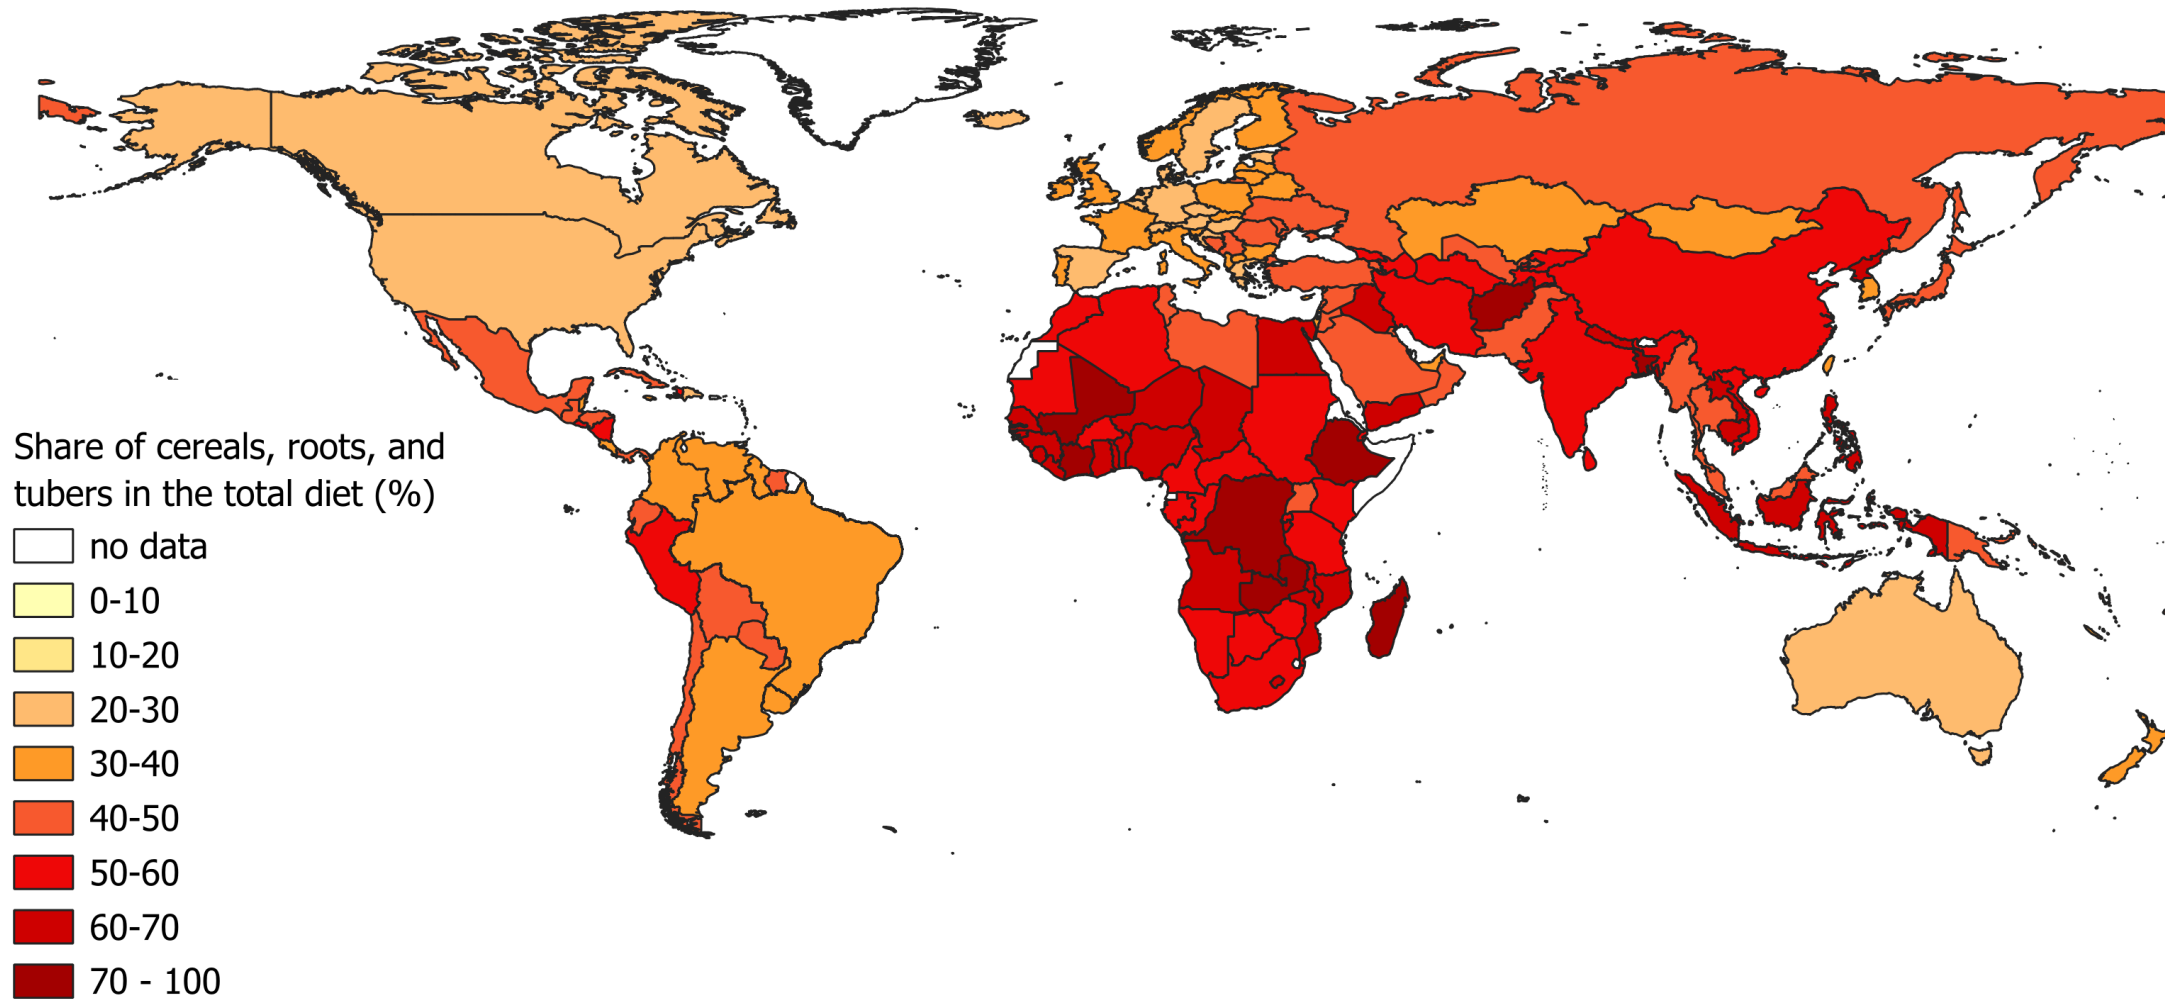 Share of cereals, roots, and
tubers in the total diet (%)
no data
0-10
10-20
20-30
30-40
40-50
50-60
60-70
70 - 100